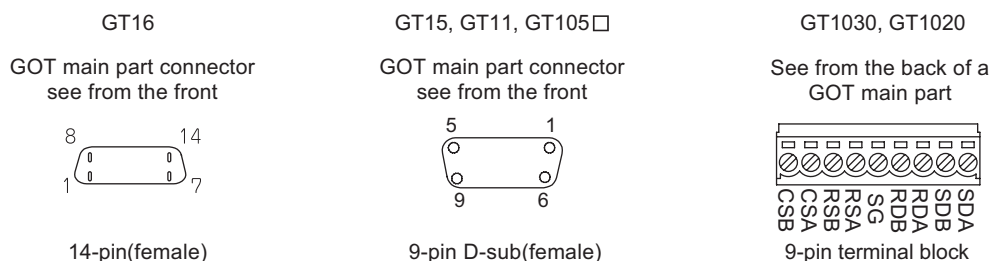 GT16
GOT main part connector
see from the front
8 14
1 7
14-pin(female)
GT15, GT11, GT105□
GOT main part connector
see from the front
5 1
9 6
9-pin D-sub(female)
GT1030, GT1020
See from the back of a
GOT main part
CSB
CSA
RSB
RSA
SG
RDB
RDA
SDB
SDA
9-pin terminal block